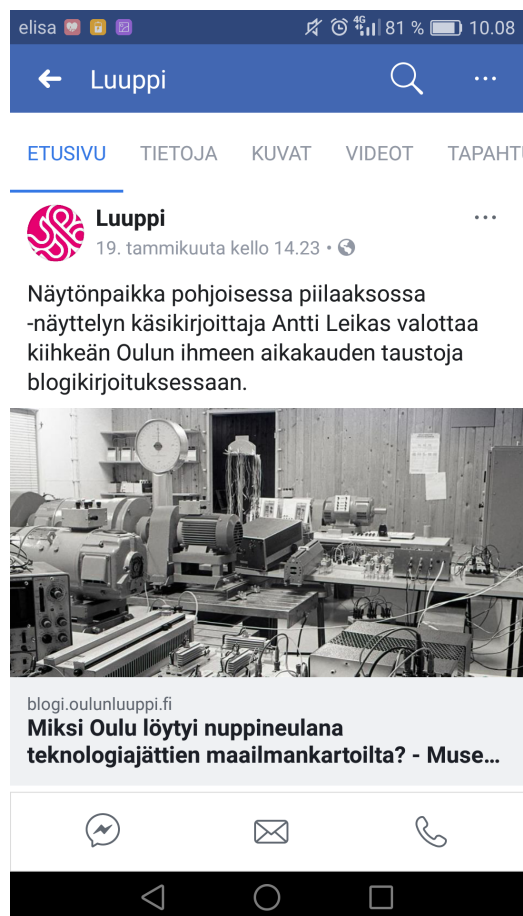 elisa 4G 81 % 10.08
Luuppi
ETUSIVU TIETOJA KUVAT VIDEOT TAPAHTU
Luuppi
19. tammikuuta kello 14.23 •
Näytönpaikka pohjoisessa piilaaksossa
-näyttelyn käsikirjoittaja Antti Leikas valottaa
kiihkeän Oulun ihmeen aikakauden taustoja
blogikirjoituksessaan.
blogi.oulunluuppi.fi
Miksi Oulu löytyi nuppineulana
teknologiajättien maailmankartoilta? - Muse...